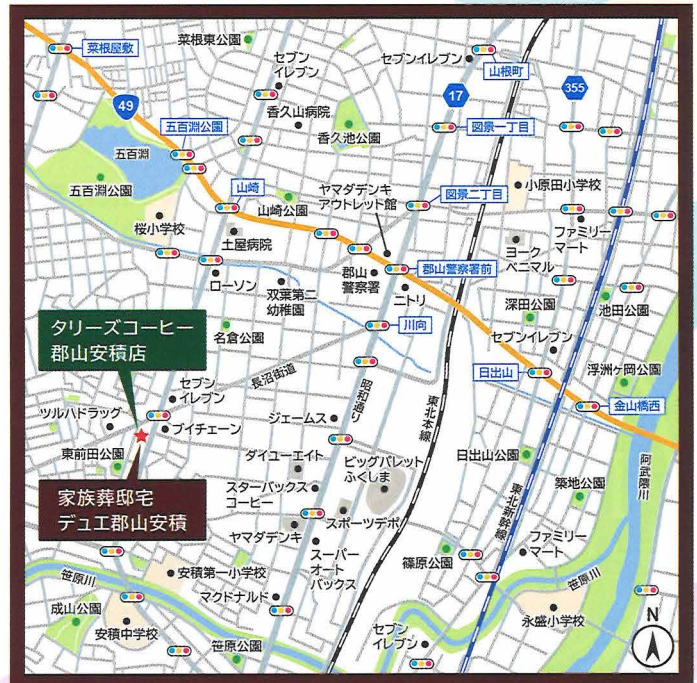 菜根屋敷
菜根東公園
セブン
イレブン
セブンイレブン
山根町
49
17
355
五百淵公園
香久山病院
香久池公園
図景一丁目
五百淵
五百淵公園
山崎
山崎公園
ヤマダデンキ
アウトレット館
図景二丁目
小原田小学校
桜小学校
土屋病院
ファミリー
マート
ヨーク
ベニマル
郡山
警察署
郡山警察署前
ローソン
双葉第二
幼稚園
ニトリ
深田公園
池田公園
タリーズコーヒー
郡山安積店
名倉公園
川向
セブンイレブン
長沼街道
昭和通り
東北本線
日出山
浮洲ヶ岡公園
セブン
イレブン
金山橋西
ツルハドラッグ
ブイチェーン
ジェームス
東前田公園
ダイユーエイト
ビッグパレット
ふくしま
日出山公園
阿武隈川
家族葬邸宅
デュエ郡山安積
スターバックス
コーヒー
築地公園
東北新幹線
スポーツデポ
ヤマダデンキ
スーパー
オート
バックス
篠原公園
ファミリー
マート
笹原川
安積第一小学校
マクドナルド
笹原川
成山公園
安積中学校
永盛小学校
笹原公園
セブン
イレブン
N